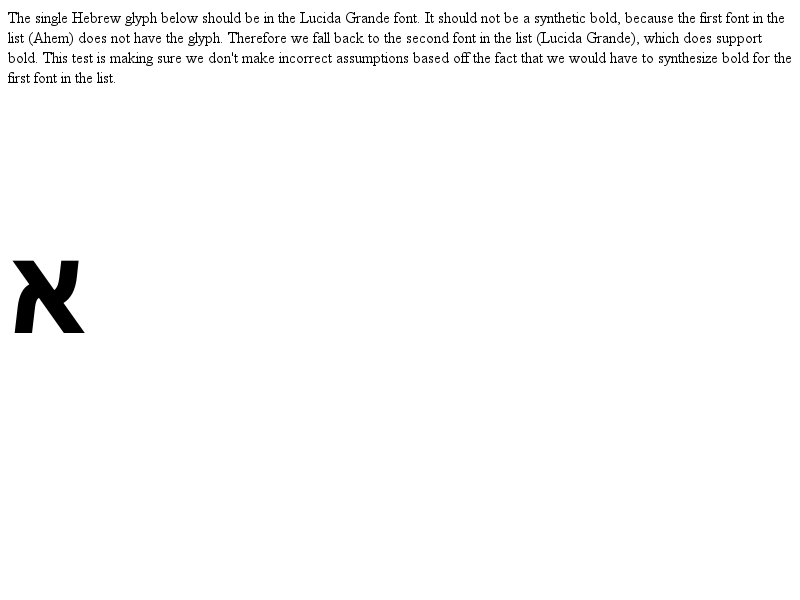 The single Hebrew glyph below should be in the Lucida Grande font. It should not be a synthetic bold, because the first font in the
list (Ahem) does not have the glyph. Therefore we fall back to the second font in the list (Lucida Grande), which does support
bold. This test is making sure we don't make incorrect assumptions based off the fact that we would have to synthesize bold for the
first font in the list.
א